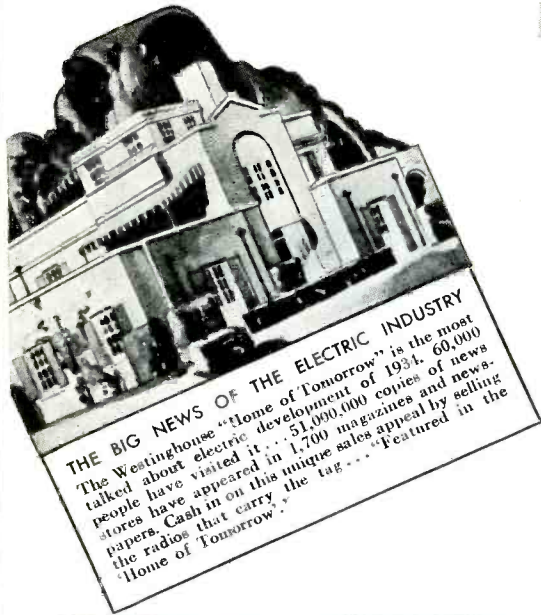 THE BIG NEWS OF THE ELECTRIC INDUSTRY
The Westinghouse "Home of Tomorrow" is the most
talked about electric development of 1934. 60,000
people have visited it...51,090,000 copies of news
stores have appeared in 1,700 magazines and news-
papers. Cash in on this unique sales appeal by selling
the radios that carry the tag..."Featured in the
'Home of Tomorrow'."